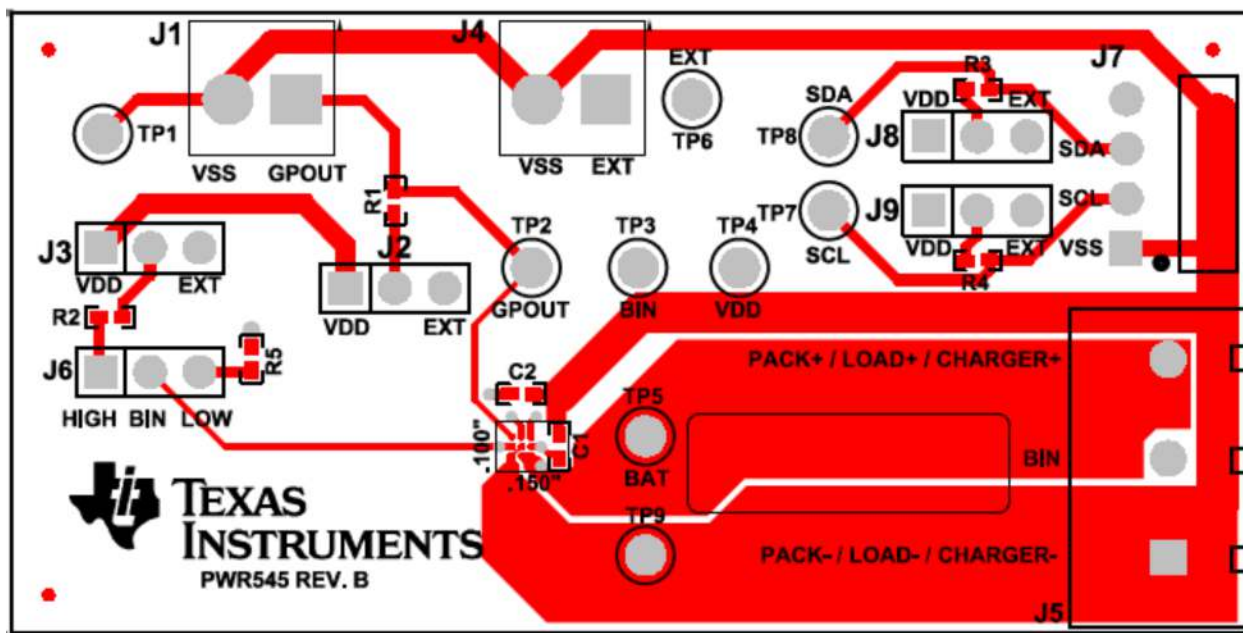 J1
J4
EXT
J7
R3
SDA
VDD
EXT
TP1
TP6
TP8
J8
SDA
VSS
GPOUT
VSS
EXT
R1
TP7
J9
SCL
J3
J2
TP2
TP3
TP4
SCL
VDD
EXT
VSS
VDD
EXT
R4
GPOUT
BIN
VDD
R2
VDD
EXT
R5
J6
C2
PACK+ / LOAD+ / CHARGER+
HIGH
BIN
LOW
TP5
.100"
C1
BIN
.150"
BAT
TEXAS
INSTRUMENTS
TP9
PACK- / LOAD- / CHARGER-
PWR545 REV. B
J5